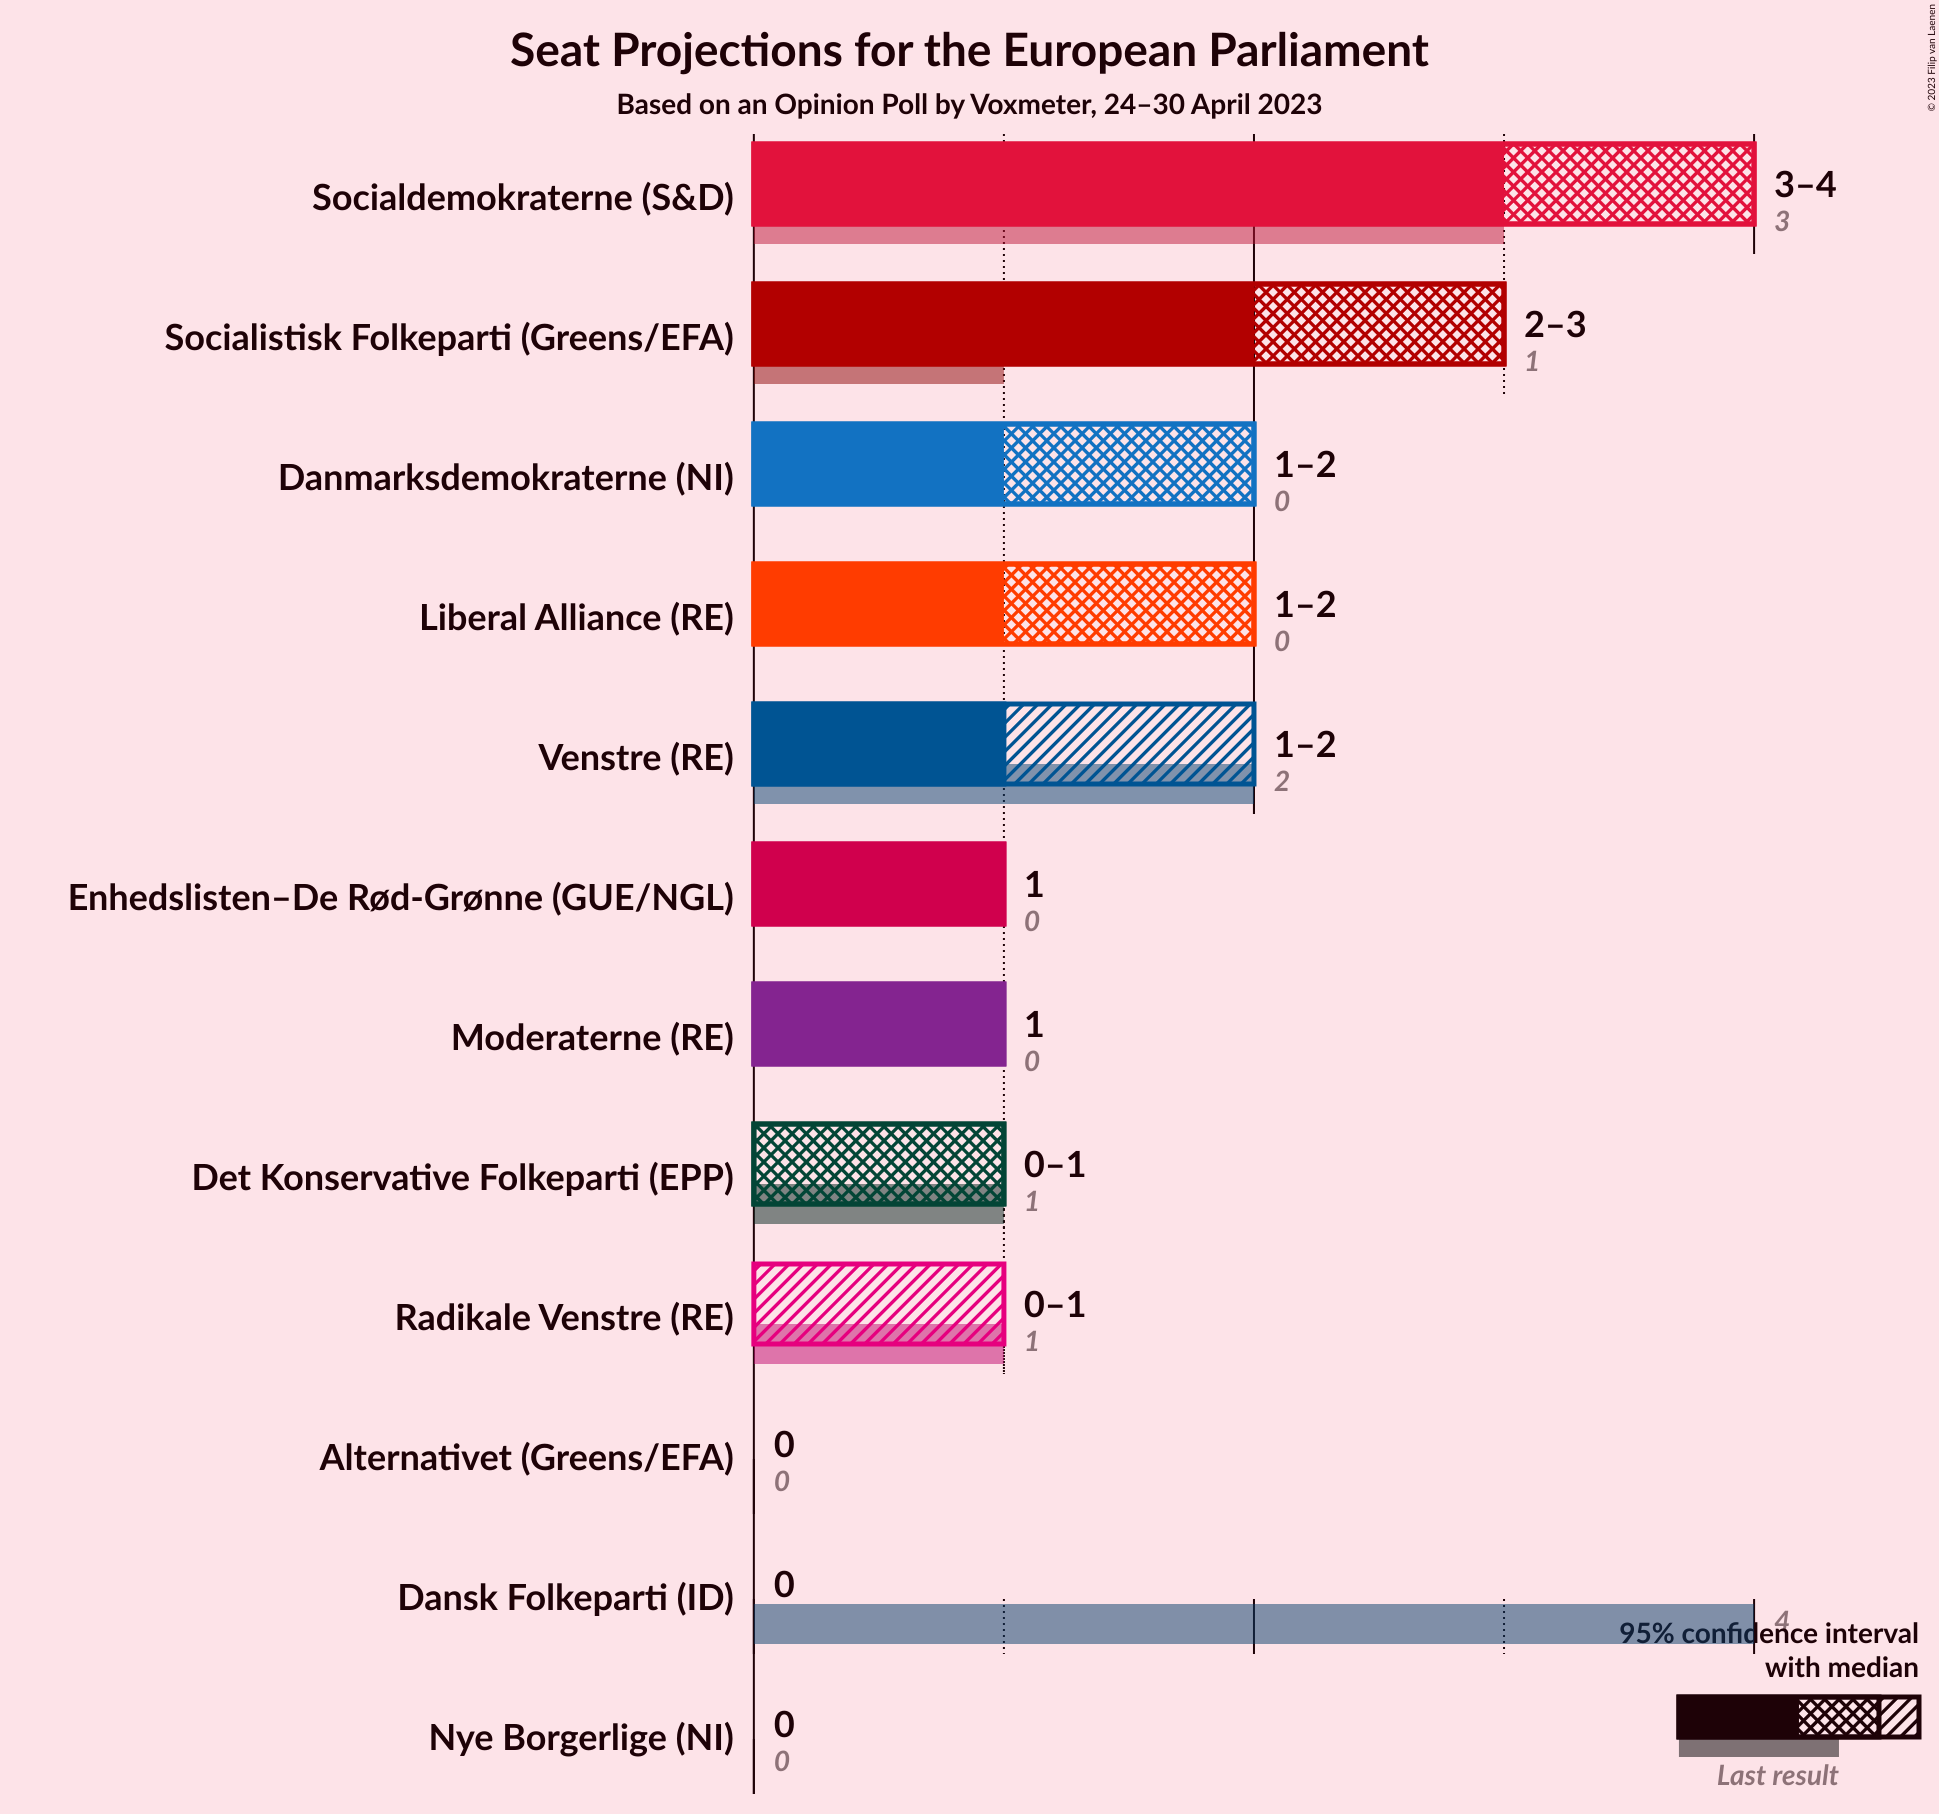 Seat Projections for the European Parliament
Based on an Opinion Poll by Voxmeter, 24–30 April 2023
© 2023 Filip van Laenen
Socialdemokraterne (S&D)
3–4
3
Socialistisk Folkeparti (Greens/EFA)
2–3
1
Danmarksdemokraterne (NI)
1–2
0
Liberal Alliance (RE)
1–2
0
Venstre (RE)
1–2
2
Enhedslisten–De Rød-Grønne (GUE/NGL)
1
0
Moderaterne (RE)
1
0
Det Konservative Folkeparti (EPP)
0–1
1
Radikale Venstre (RE)
0–1
1
Alternativet (Greens/EFA)
0
0
Dansk Folkeparti (ID)
0
4
Nye Borgerlige (NI)
0
0
95% confidence interval
with median
Last result